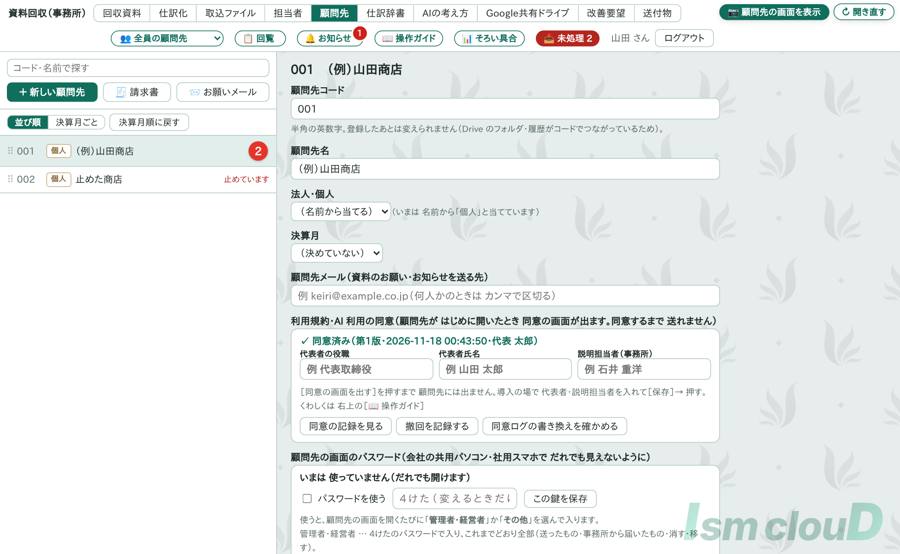 資料回収(事務所) 回収資料 仕訳化 取込ファイル 担当者 顧問先 仕訳辞書 AIの考え方 Google共有ドライブ 改善要望 送付物 📷 顧問先の画面を表示 ↻ 開き直す
👥 全員の顧問先 📋 回覧 🔔 お知らせ 1 📖 操作ガイド 📊 そろい具合 📥 未処理 2 山田 さん ログアウト
コード・名前で探す
+ 新しい顧問先 🧾 請求書 ✉️ お願いメール
並び順 決算月ごと 決算月順に戻す
001 個人 (例)山田商店 2
002 個人 止めた商店 止めています
001 (例)山田商店
顧問先コード
001
半角の英数字。登録したあとは変えられません(Drive のフォルダ・履歴がコードでつながっているため)。
顧問先名
(例)山田商店
法人・個人
(名前から当てる) (いまは 名前から「個人」と当てています)
決算月
(決めていない)
顧問先メール(資料のお願い・お知らせを送る先)
例 keiri@example.co.jp(何人かのときは カンマで区切る)
利用規約・AI 利用の同意(顧問先が はじめに開いたとき 同意の画面が出ます。同意するまで 送れません)
✓ 同意済み(第1版・2026-11-18 00:43:50・代表 太郎)
代表者の役職 代表者氏名 説明担当者(事務所)
例 代表取締役 例 山田 太郎 例 石井 重洋
[同意の画面を出す]を押すまで 顧問先には出ません。導入の場で 代表者・説明担当者を入れて[保存]→ 押す。
くわしくは 右上の[📖 操作ガイド]
同意の記録を見る 撤回を記録する 同意ログの書き換えを確かめる
顧問先の画面のパスワード(会社の共用パソコン・社用スマホで だれでも見えないように)
いまは 使っていません(だれでも開けます)
パスワードを使う 4けた(変えるときだけ この鍵を保存
使うと、顧問先の画面を開くたびに「管理者・経営者」か「その他」を選んで入ります。
管理者・経営者 … 4けたのパスワードで入り、これまでどおり全部(送ったもの・事務所から届いたもの・消す・移
す)。
Ism clouD